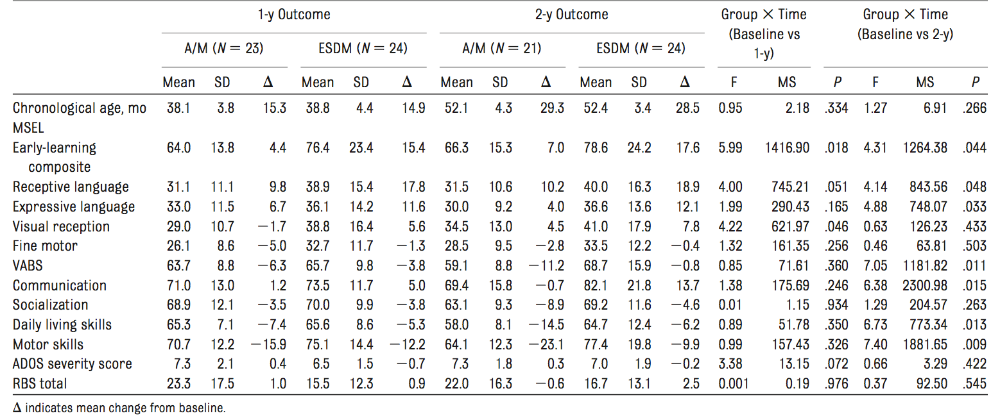 1-y Outcome 2-y Outcome Group × Time Group × Time
(Baseline vs (Baseline vs 2-y)
A/M (N = 23) ESDM (N = 24) A/M (N = 21) ESDM (N = 24) 1-y)
Mean SD Δ Mean SD Δ Mean SD Δ Mean SD Δ F MS P F MS P
Chronological age, mo 38.1 3.8 15.3 38.8 4.4 14.9 52.1 4.3 29.3 52.4 3.4 28.5 0.95 2.18 .334 1.27 6.91 .266
MSEL
Early-learning 64.0 13.8 4.4 76.4 23.4 15.4 66.3 15.3 7.0 78.6 24.2 17.6 5.99 1416.90 .018 4.31 1264.38 .044
composite
Receptive language 31.1 11.1 9.8 38.9 15.4 17.8 31.5 10.6 10.2 40.0 16.3 18.9 4.00 745.21 .051 4.14 843.56 .048
Expressive language 33.0 11.5 6.7 36.1 14.2 11.6 30.0 9.2 4.0 36.6 13.6 12.1 1.99 290.43 .165 4.88 748.07 .033
Visual reception 29.0 10.7 −1.7 38.8 16.4 5.6 34.5 13.0 4.5 41.0 17.9 7.8 4.22 621.97 .046 0.63 126.23 .433
Fine motor 26.1 8.6 −5.0 32.7 11.7 −1.3 28.5 9.5 −2.8 33.5 12.2 −0.4 1.32 161.35 .256 0.46 63.81 .503
VABS 63.7 8.8 −6.3 65.7 9.8 −3.8 59.1 8.8 −11.2 68.7 15.9 −0.8 0.85 71.61 .360 7.05 1181.82 .011
Communication 71.0 13.0 1.2 73.5 11.7 5.0 69.4 15.8 −0.7 82.1 21.8 13.7 1.38 175.69 .246 6.38 2300.98 .015
Socialization 68.9 12.1 −3.5 70.0 9.9 −3.8 63.1 9.3 −8.9 69.2 11.6 −4.6 0.01 1.15 .934 1.29 204.57 .263
Daily living skills 65.3 7.1 −7.4 65.6 8.6 −5.3 58.0 8.1 −14.5 64.7 12.4 −6.2 0.89 51.78 .350 6.73 773.34 .013
Motor skills 70.7 12.2 −15.9 75.1 14.4 −12.2 64.1 12.3 −23.1 77.4 19.8 −9.9 0.99 157.43 .326 7.40 1881.65 .009
ADOS severity score 7.3 2.1 0.4 6.5 1.5 −0.7 7.3 1.8 0.3 7.0 1.9 −0.2 3.38 13.15 .072 0.66 3.29 .422
RBS total 23.3 17.5 1.0 15.5 12.3 0.9 22.0 16.3 −0.6 16.7 13.1 2.5 0.001 0.19 .976 0.37 92.50 .545
Δ indicates mean change from baseline.